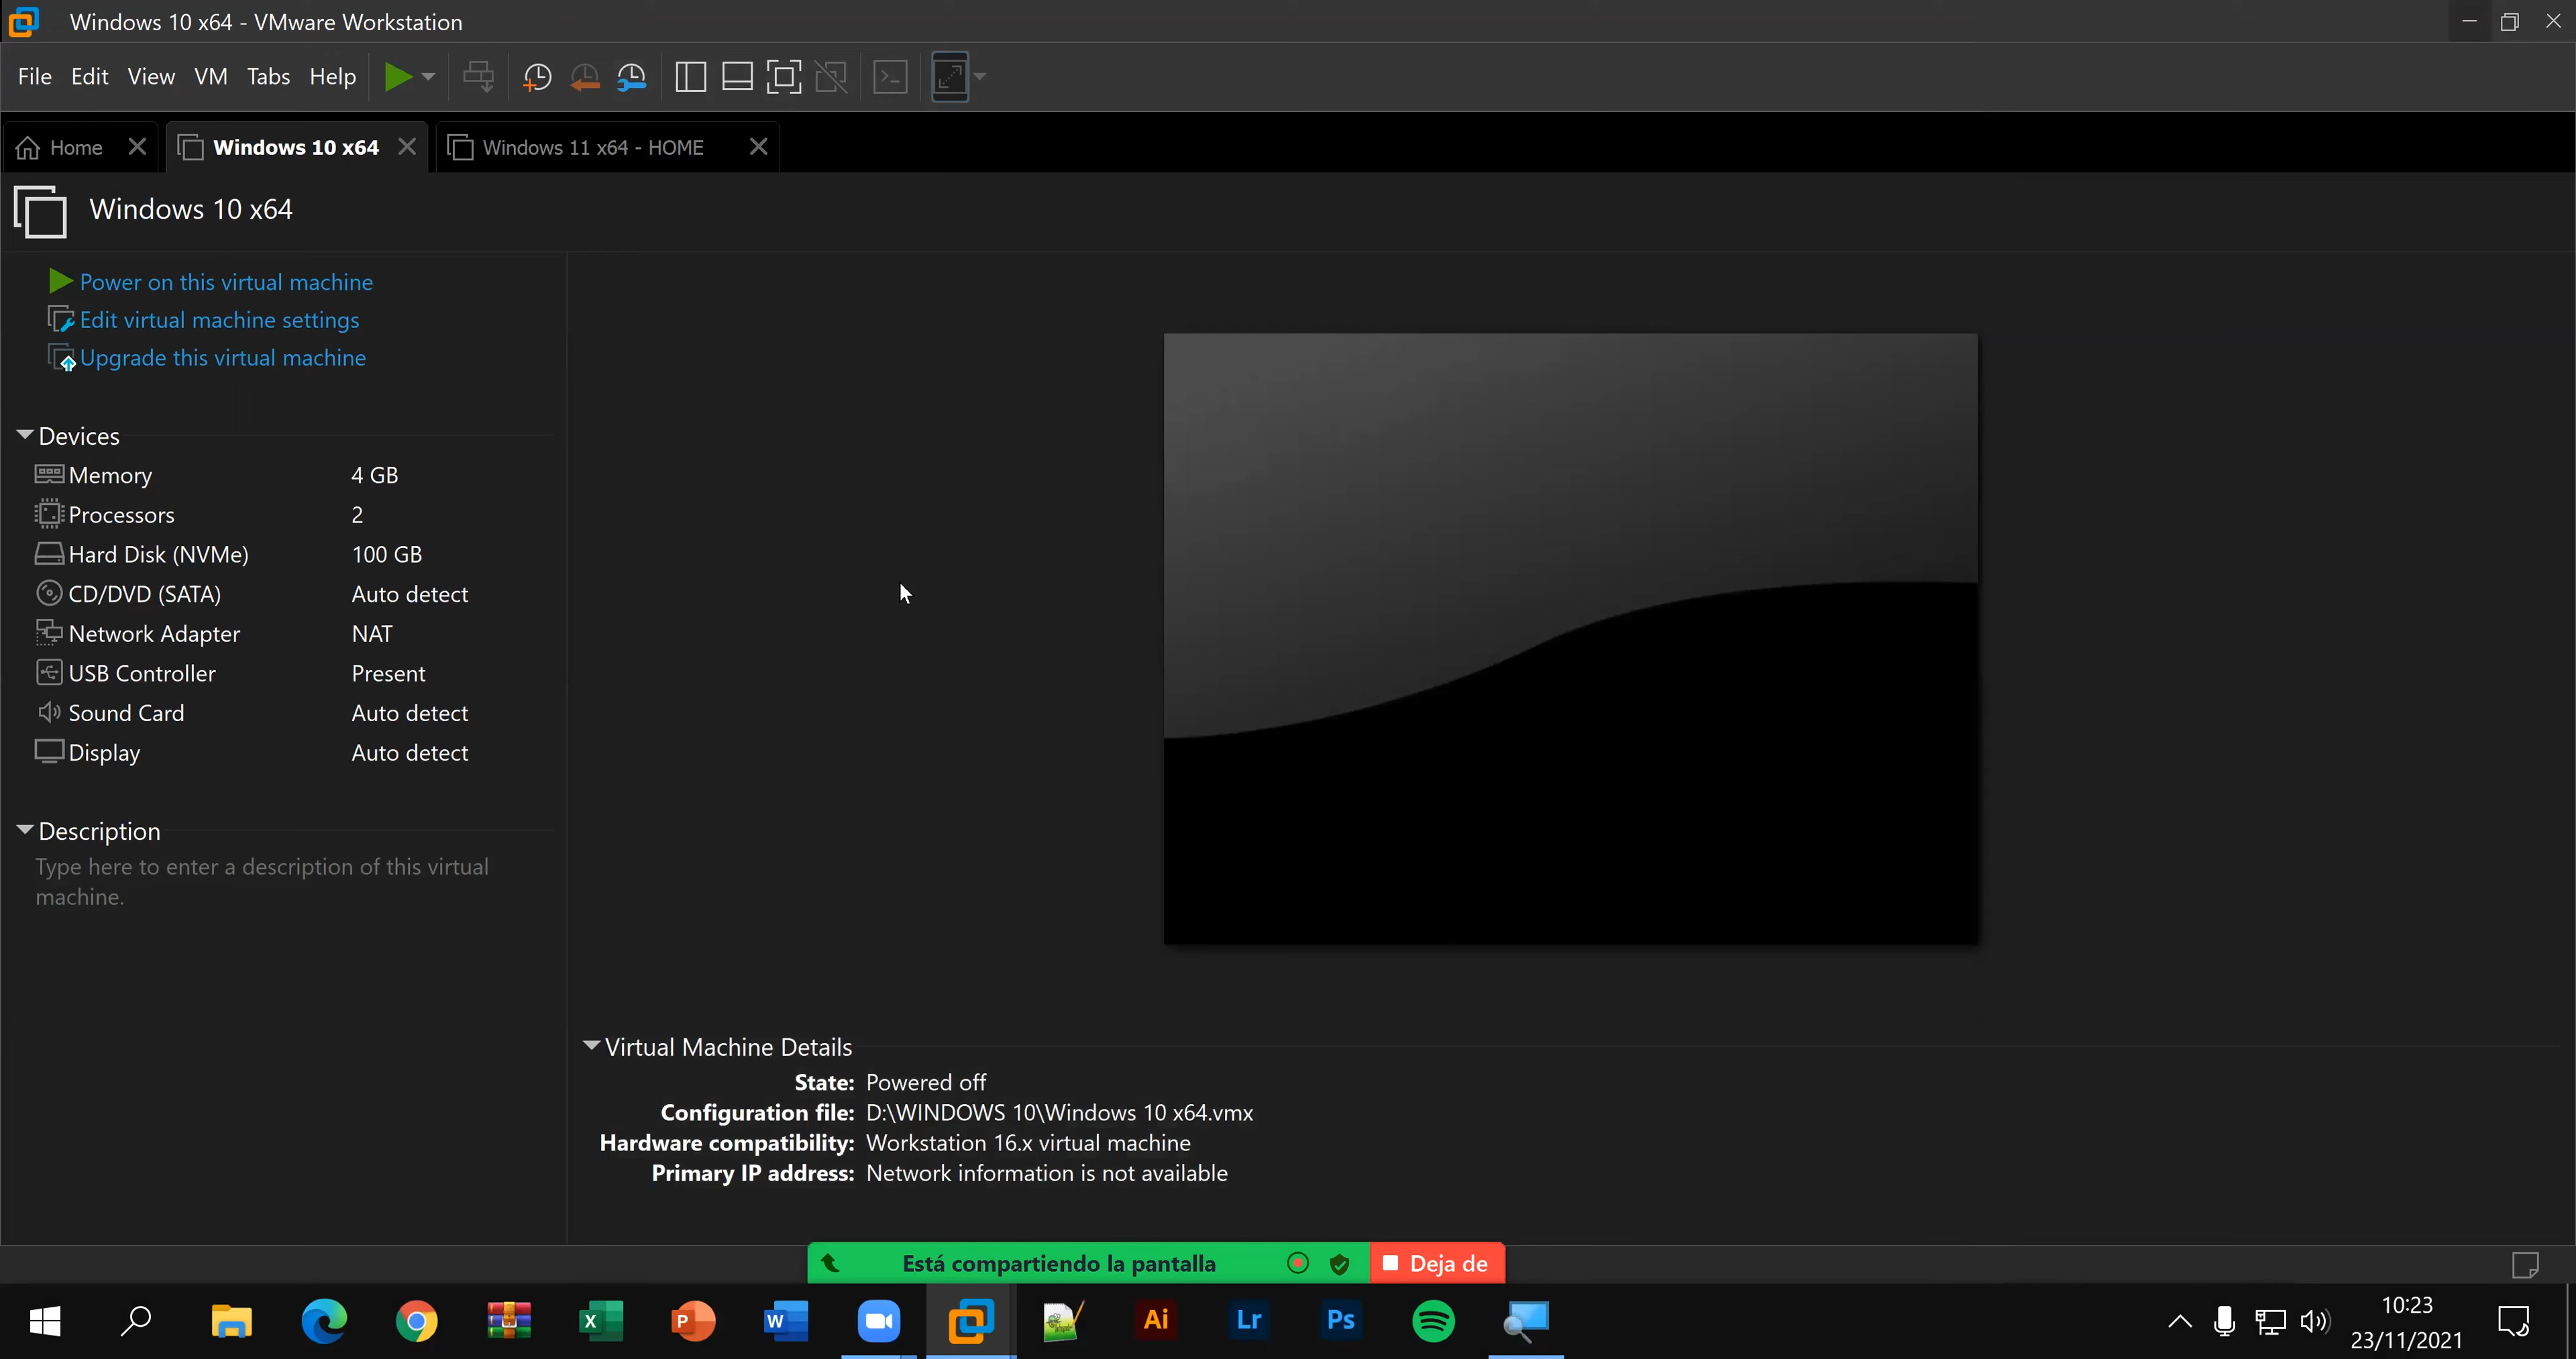 Windows 10 x64 - VMware Workstation
File Edit View VM Tabs Help
Home
Windows 10 x64
Windows 11 x64 - HOME
Windows 10 x64
Power on this virtual machine
Edit virtual machine settings
Upgrade this virtual machine
Devices
Memory 4 GB
Processors 2
Hard Disk (NVMe) 100 GB
CD/DVD (SATA) Auto detect
Network Adapter NAT
USB Controller Present
Sound Card Auto detect
Display Auto detect
Description
Type here to enter a description of this virtual
machine.
Virtual Machine Details
State: Powered off
Configuration file: D:\WINDOWS 10\Windows 10 x64.vmx
Hardware compatibility: Workstation 16.x virtual machine
Primary IP address: Network information is not available
Está compartiendo la pantalla
Deja de
X
P
W
Ai
Lr
Ps
10:23
23/11/2021